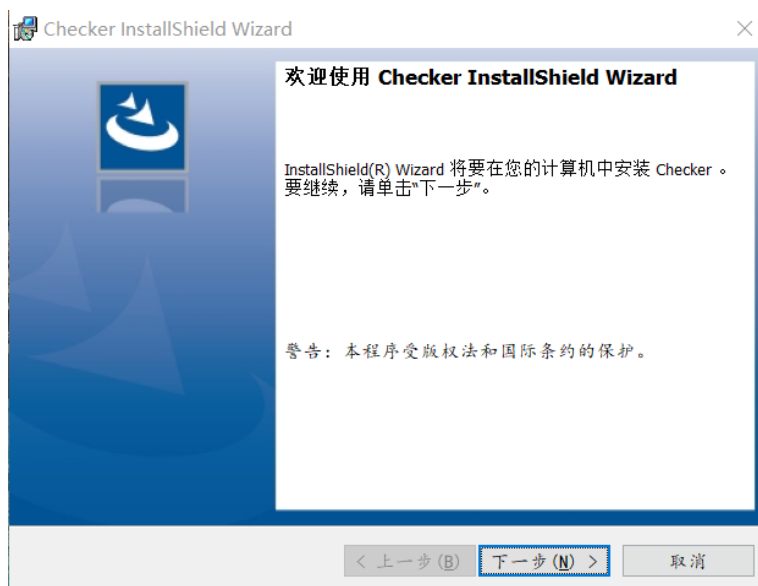 Checker InstallShield Wizard
欢迎使用 Checker InstallShield Wizard
InstallShield(R) Wizard 将要在您的计算机中安装 Checker 。
要继续，请单击“下一步”。
警告：本程序受版权法和国际条约的保护。
< 上一步(B) 下一步(N) > 取消